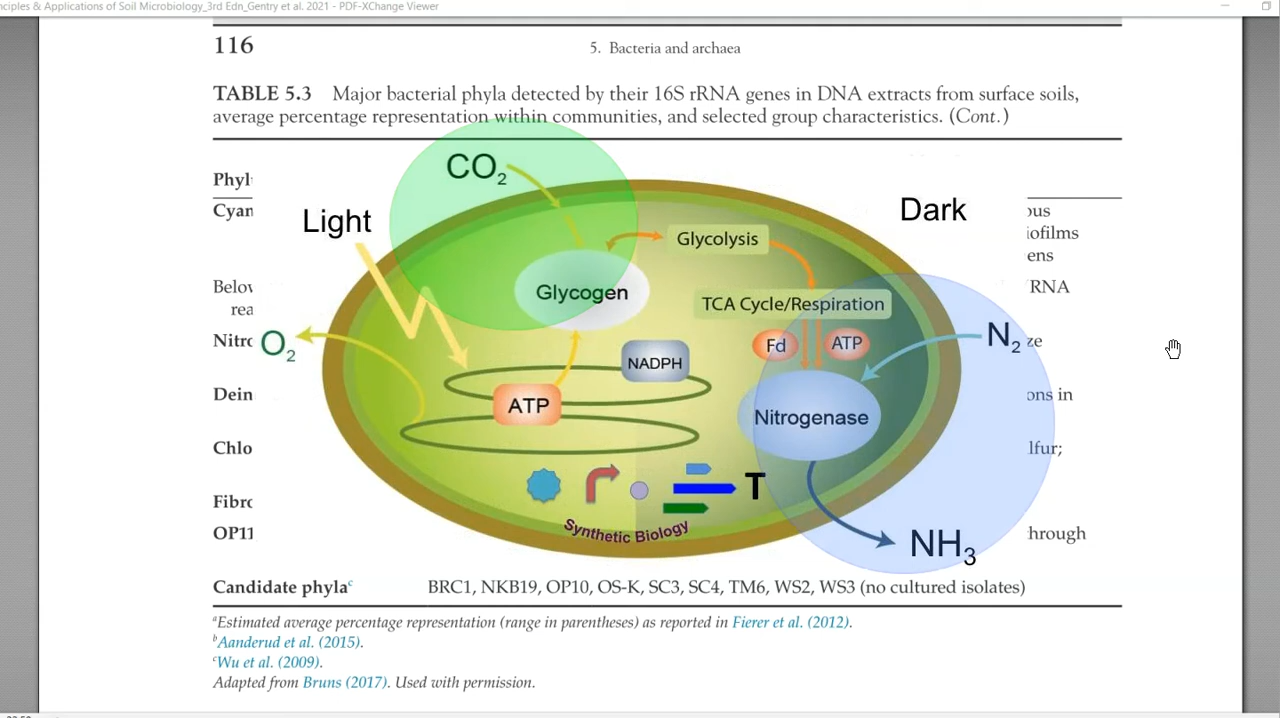 nciples & Applications of Soil Microbiology_3rd Edn_Gentry et al. 2021 - PDF-XChange Viewer
116
5. Bacteria and archaea
TABLE 5.3 Major bacterial phyla detected by their 16S rRNA genes in DNA extracts from surface soils,
average percentage representation within communities, and selected group characteristics. (Cont.)
Phyl
Cyan
Belov
rea
Nitro
Dein
Chlo
Fibro
OP11
CO2
Light
Dark
O2
Glycogen
Glycolysis
TCA Cycle/Respiration
Fd
ATP
NADPH
ATP
N2
Nitrogenase
T
Synthetic Biology
NH3
ous
iofilms
ens
RNA
ze
ons in
lfur;
hrough
Candidate phylac BRC1, NKB19, OP10, OS-K, SC3, SC4, TM6, WS2, WS3 (no cultured isolates)
aEstimated average percentage representation (range in parentheses) as reported in Fierer et al. (2012).
bAanderud et al. (2015).
cWu et al. (2009).
Adapted from Bruns (2017). Used with permission.